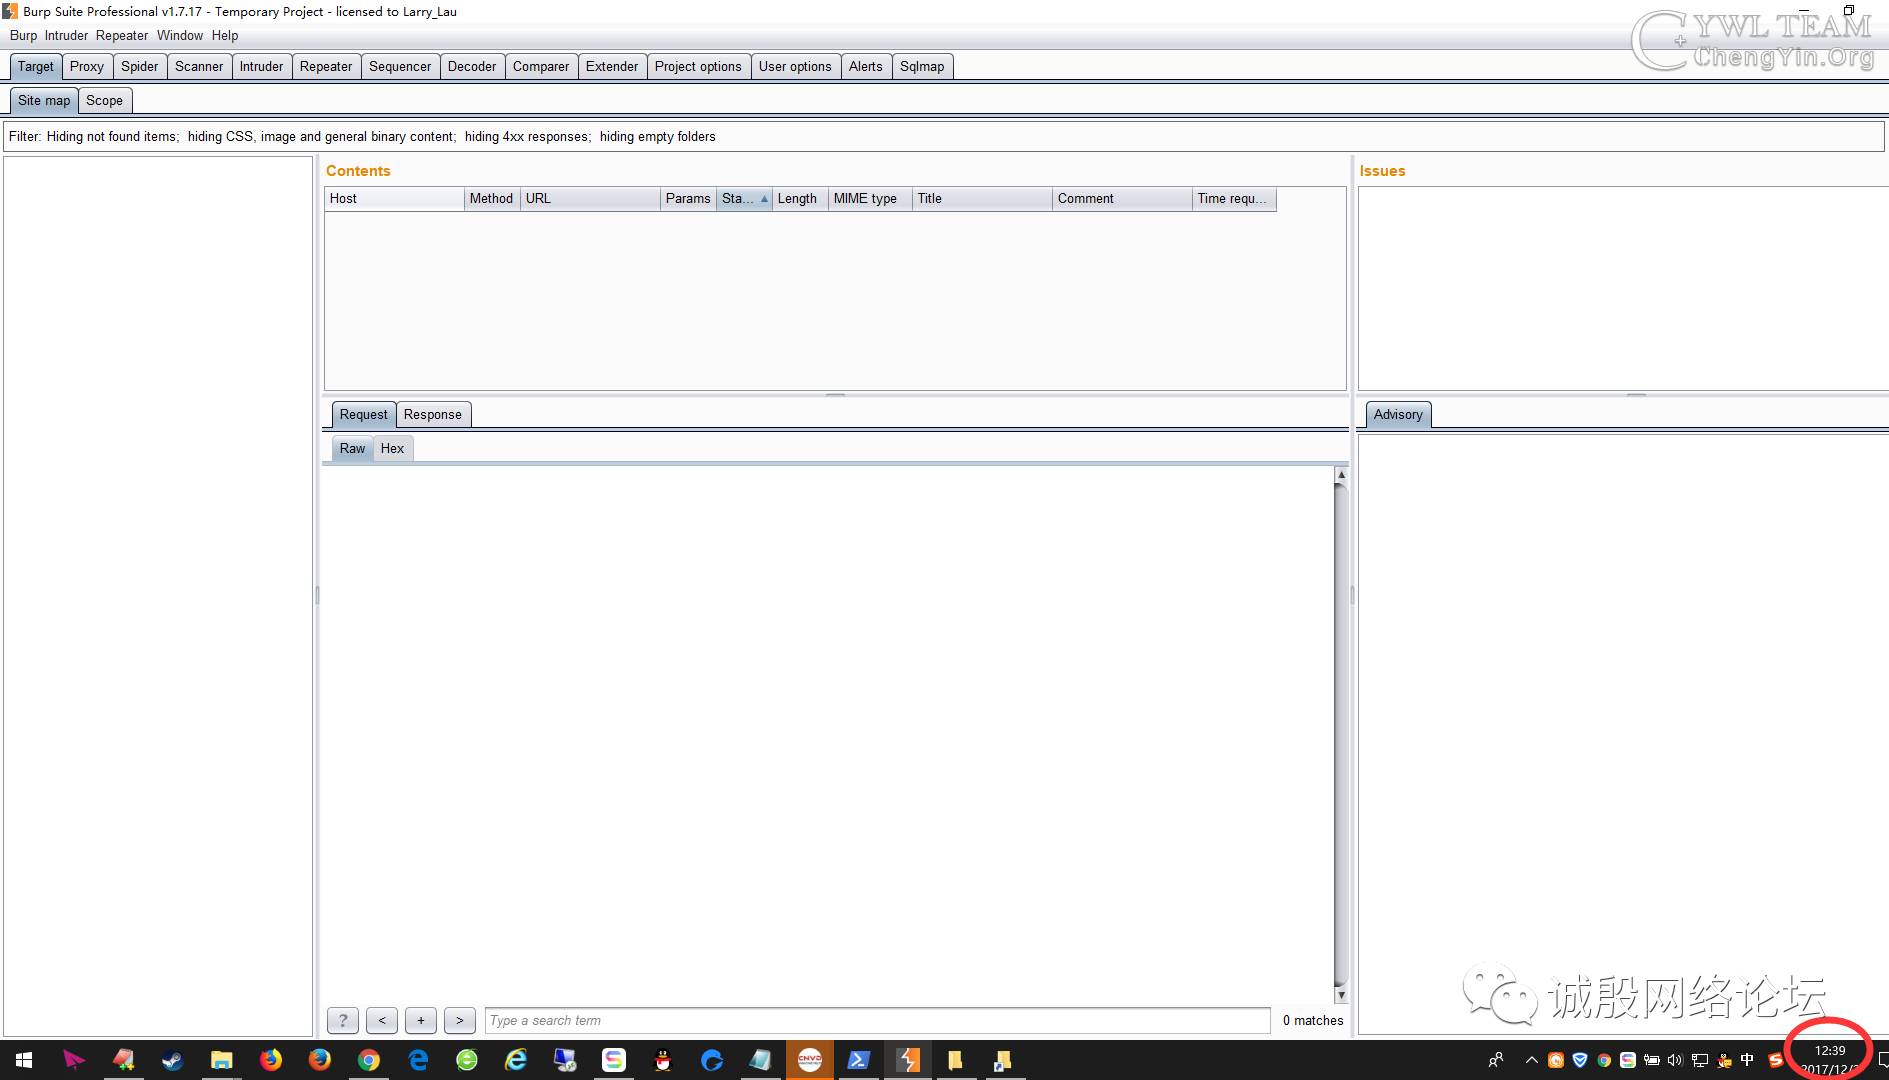 Burp Suite Professional v1.7.17 - Temporary Project - licensed to Larry_Lau
Burp Intruder Repeater Window Help
YWL TEAM
ChengYin.Org
Target Proxy Spider Scanner Intruder Repeater Sequencer Decoder Comparer Extender Project options User options Alerts Sqlmap
Site map Scope
Filter: Hiding not found items; hiding CSS, image and general binary content; hiding 4xx responses; hiding empty folders
Contents
Issues
Host Method URL Params Sta... Length MIME type Title Comment Time requ...
Request Response
Advisory
Raw Hex
诚殷网络论坛
? < + > Type a search term 0 matches
CNVD
中
12:39
2017/12/